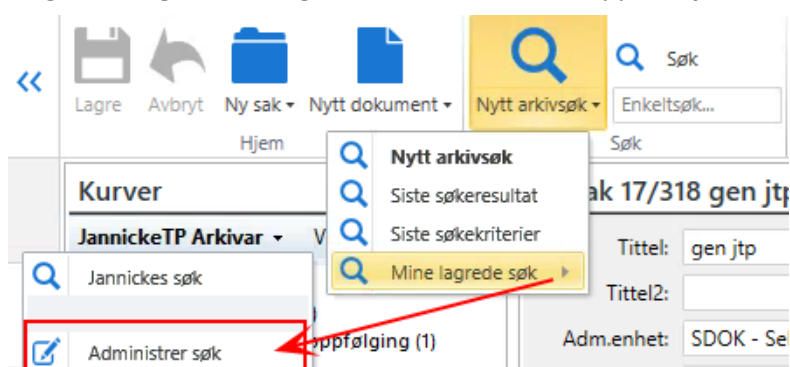 Lagre Avbryt Ny sak Nytt dokument Nytt arkivsøk Søk
Enkeltsøk...
Hjem Søk
Nytt arkivsøk
Siste søkeresultat
Siste søkekriterier
Mine lagrede søk
Kurver
JannickeTP Arkivar V
Jannickes søk
Administrer søk
ppfølging (1)
ak 17/318 gen jtp
Tittel: gen jtp
Tittel2:
Adm.enhet: SDOK - Sel